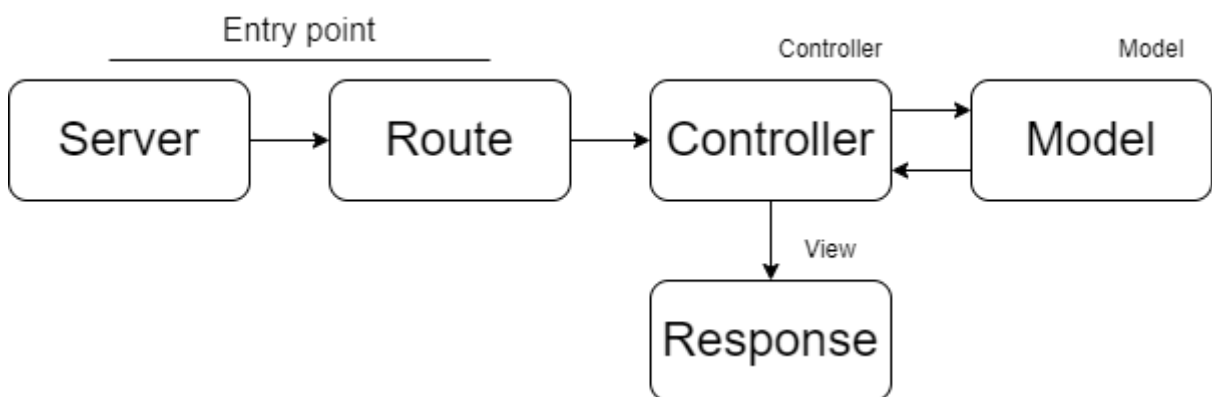 Entry point
Controller
Model
Server
Route
Controller
Model
View
Response